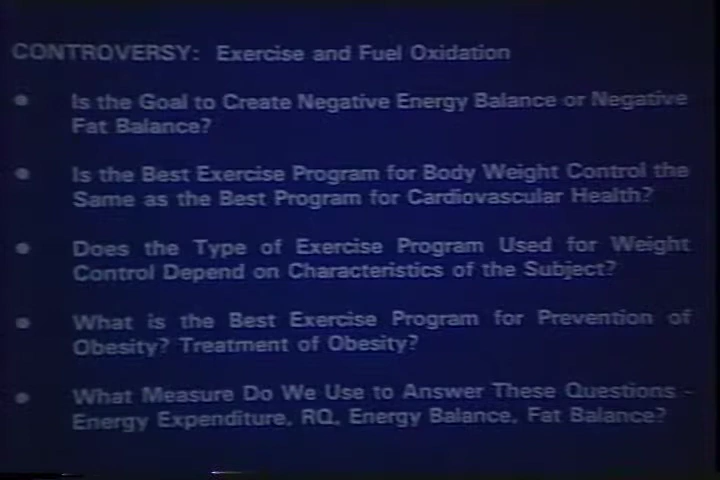 CONTROVERSY: Exercise and Fuel Oxidation
• Is the Goal to Create Negative Energy Balance or Negative
Fat Balance?
• Is the Best Exercise Program for Body Weight Control the
Same as the Best Program for Cardiovascular Health?
• Does the Type of Exercise Program Used for Weight
Control Depend on Characteristics of the Subject?
• What is the Best Exercise Program for Prevention of
Obesity? Treatment of Obesity?
• What Measure Do We Use to Answer These Questions -
Energy Expenditure, RQ, Energy Balance, Fat Balance?